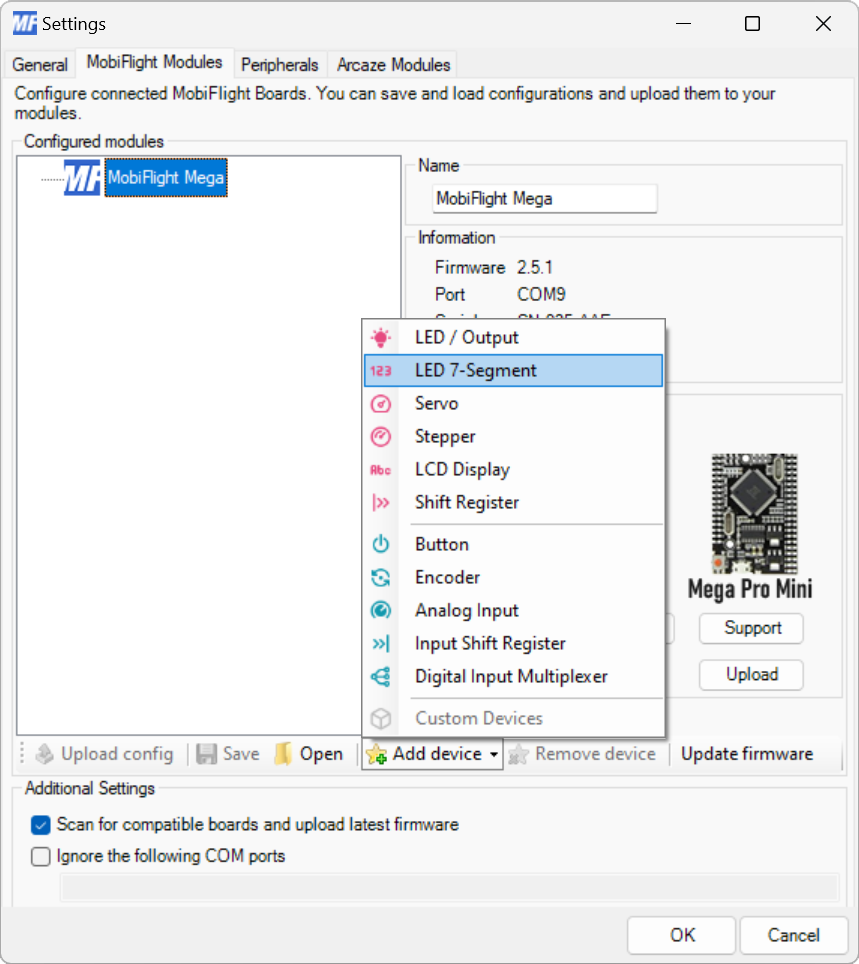 MF Settings
General MobiFlight Modules Peripherals Arcaze Modules
Configure connected MobiFlight Boards. You can save and load configurations and upload them to your
modules.
Configured modules
MF MobiFlight Mega
Name
MobiFlight Mega
Information
Firmware 2.5.1
Port COM9
LED / Output
123 LED 7-Segment
Servo
Stepper
Abc LCD Display
Shift Register
Button
Encoder
Analog Input
Input Shift Register
Digital Input Multiplexer
Custom Devices
Mega Pro Mini
Support
Upload
Upload config Save Open Add device Remove device Update firmware
Additional Settings
Scan for compatible boards and upload latest firmware
Ignore the following COM ports
OK Cancel